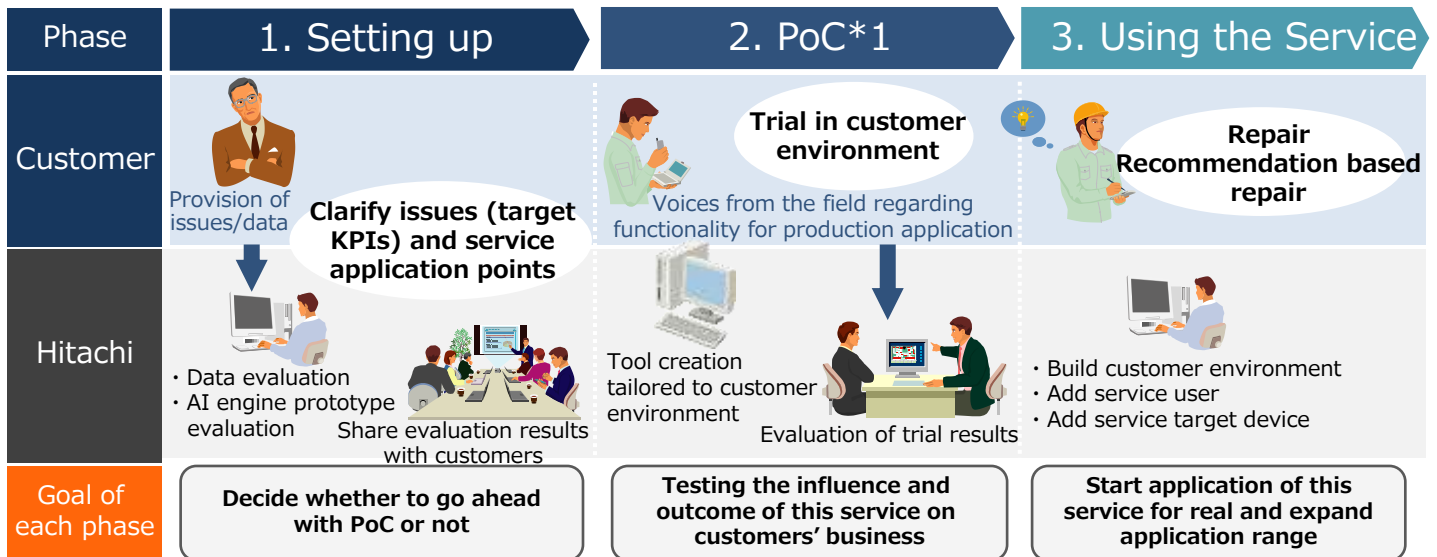 Phase
1. Setting up
2. PoC*1
3. Using the Service
Customer
Provision of
issues/data
Clarify issues (target
KPIs) and service
application points
Trial in customer
environment
Voices from the field regarding
functionality for production application
Repair
Recommendation based
repair
Hitachi
・Data evaluation
・AI engine prototype
evaluation
Share evaluation results
with customers
Tool creation
tailored to customer
environment
Evaluation of trial results
・Build customer environment
・Add service user
・Add service target device
Goal of
each phase
Decide whether to go ahead
with PoC or not
Testing the influence and
outcome of this service on
customers’ business
Start application of this
service for real and expand
application range